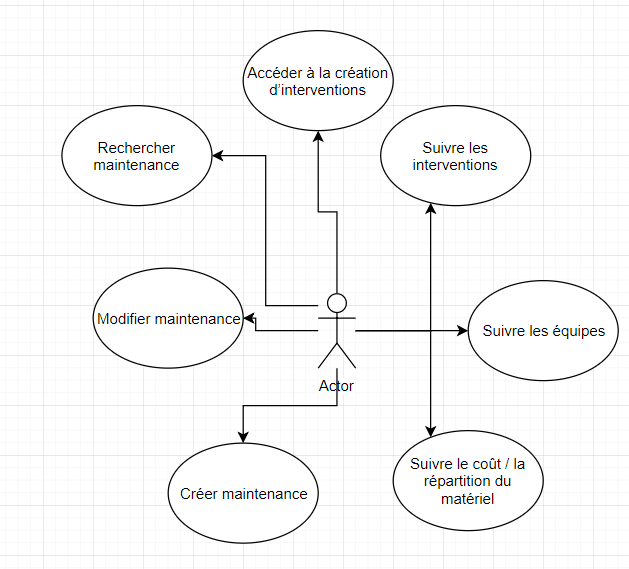 Accéder à la création
d'interventions
Rechercher
maintenance
Suivre les
interventions
Modifier maintenance
Suivre les équipes
Actor
Créer maintenance
Suivre le coût / la
répartition du
matériel